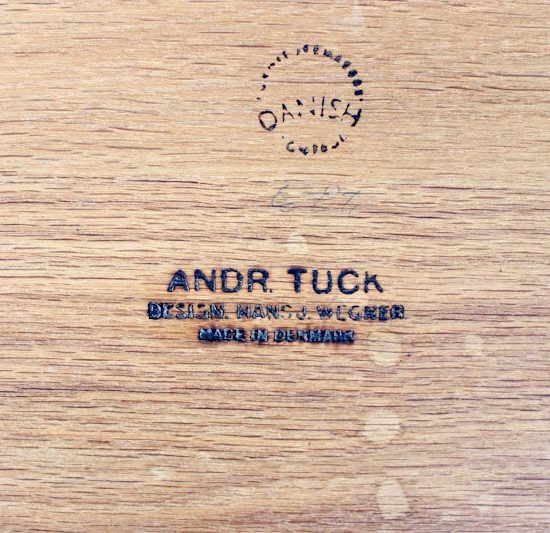 DANISH
ANDR. TUCK
DESIGN. HANS J. WEGNER
MADE IN DENMARK